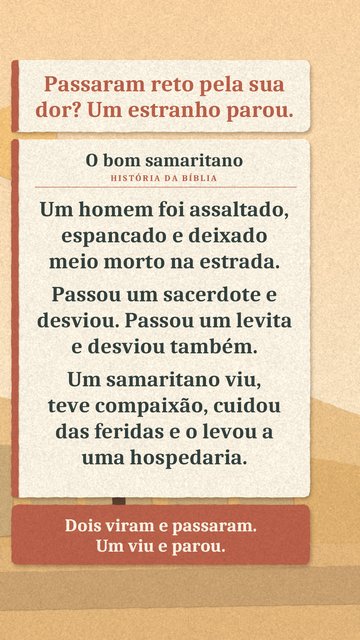 Passaram reto pela sua
dor? Um estranho parou.
O bom samaritano
HISTÓRIA DA BÍBLIA
Um homem foi assaltado,
espancado e deixado
meio morto na estrada.
Passou um sacerdote e
desviou. Passou um levita
e desviou também.
Um samaritano viu,
teve compaixão, cuidou
das feridas e o levou a
uma hospedaria.
Dois viram e passaram.
Um viu e parou.